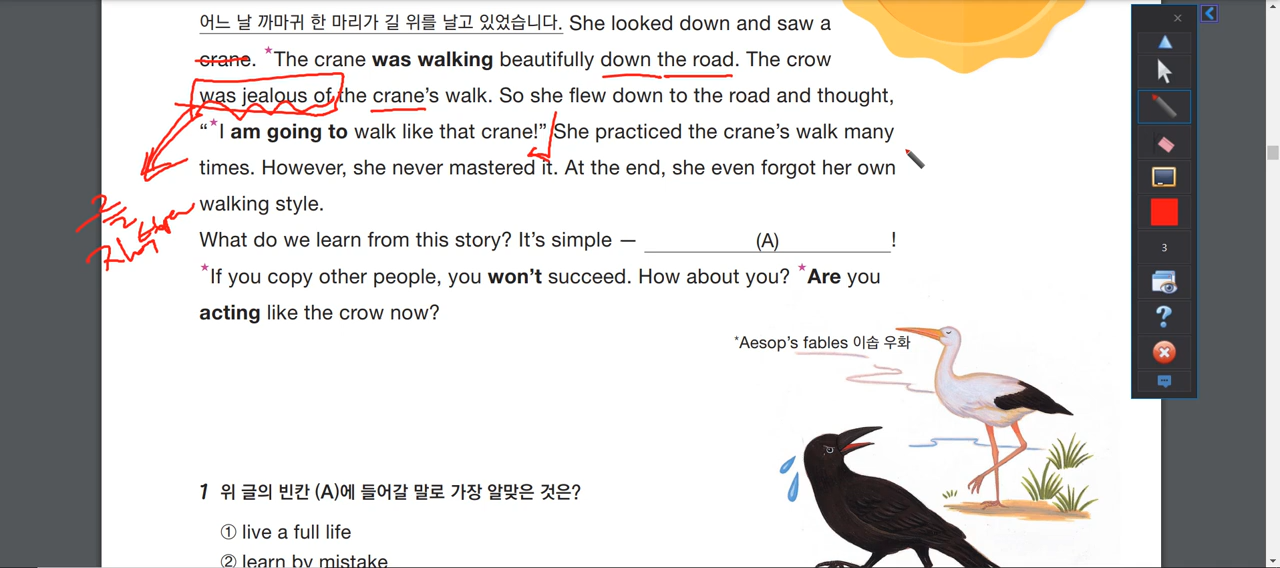 어느 날 까마귀 한 마리가 길 위를 날고 있었습니다. She looked down and saw a
crane. *The crane was walking beautifully down the road. The crow
was jealous of the crane's walk. So she flew down to the road and thought,
"*I am going to walk like that crane!" She practiced the crane's walk many
times. However, she never mastered it. At the end, she even forgot her own
walking style.
What do we learn from this story? It's simple — (A) !
*If you copy other people, you won't succeed. How about you? *Are you
acting like the crow now?
*Aesop's fables 이솝 우화
1 위 글의 빈칸 (A)에 들어갈 말로 가장 알맞은 것은?
① live a full life
② learn by mistake
3
?